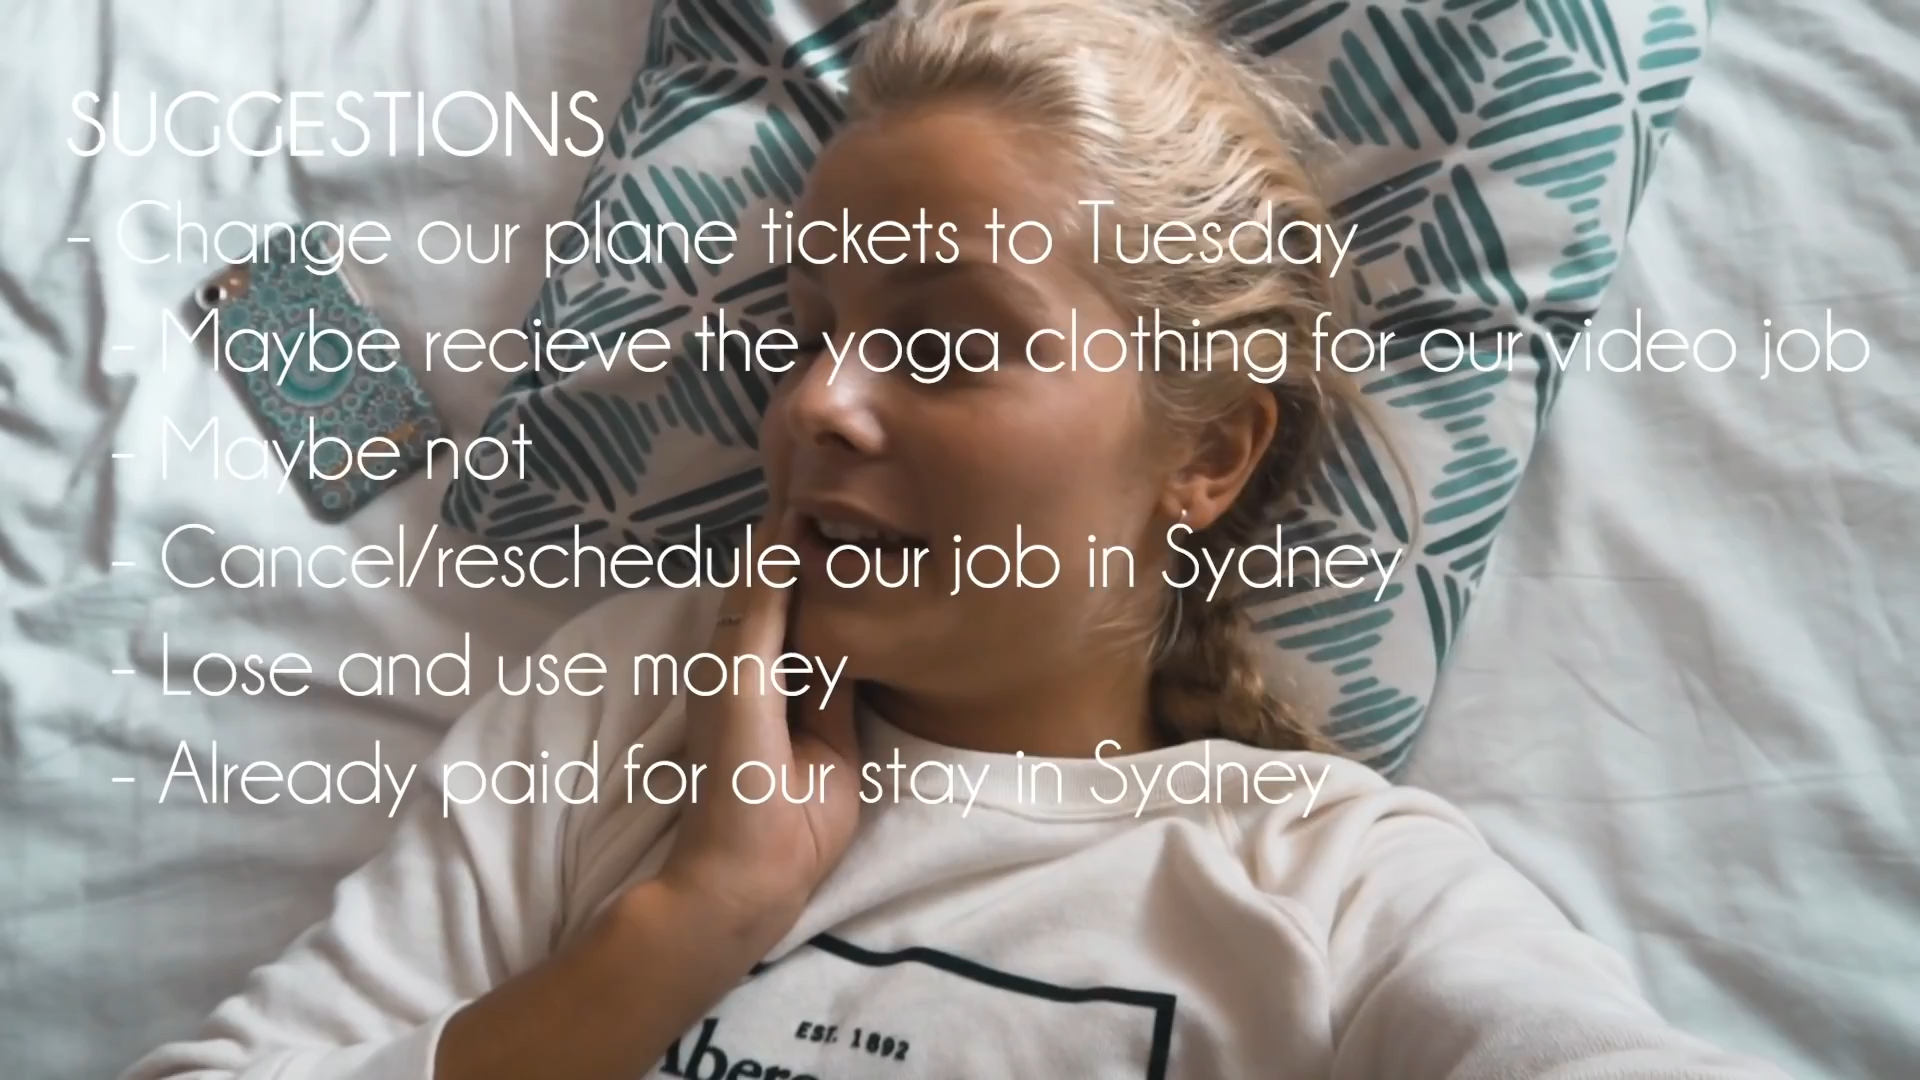 SUGGESTIONS
- Change our plane tickets to Tuesday
- Maybe recieve the yoga clothing for our video job
- Maybe not
- Cancel/reschedule our job in Sydney
- Lose and use money
- Already paid for our stay in Sydney
EST. 1892